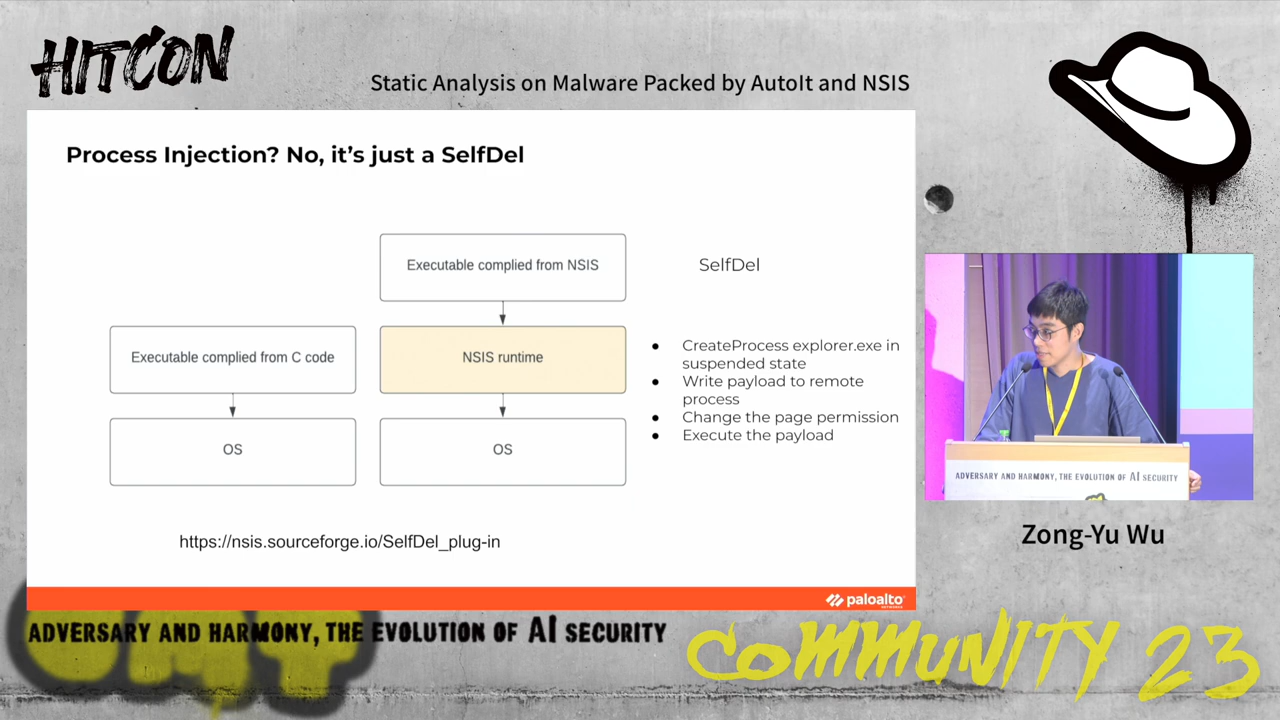 HITCON
Static Analysis on Malware Packed by AutoIt and NSIS
Process Injection? No, it's just a SelfDel
Executable complied from NSIS
SelfDel
Executable complied from C code
NSIS runtime
● CreateProcess explorer.exe in
suspended state
● Write payload to remote
process
● Change the page permission
● Execute the payload
OS
OS
https://nsis.sourceforge.io/SelfDel_plug-in
paloalto
NETWORKS
ADVERSARY AND HARMONY, THE EVOLUTION OF AI SECURITY
Zong-Yu Wu
ADVERSARY AND HARMONY, THE EVOLUTION OF AI SECURITY
COMMUNITY 23